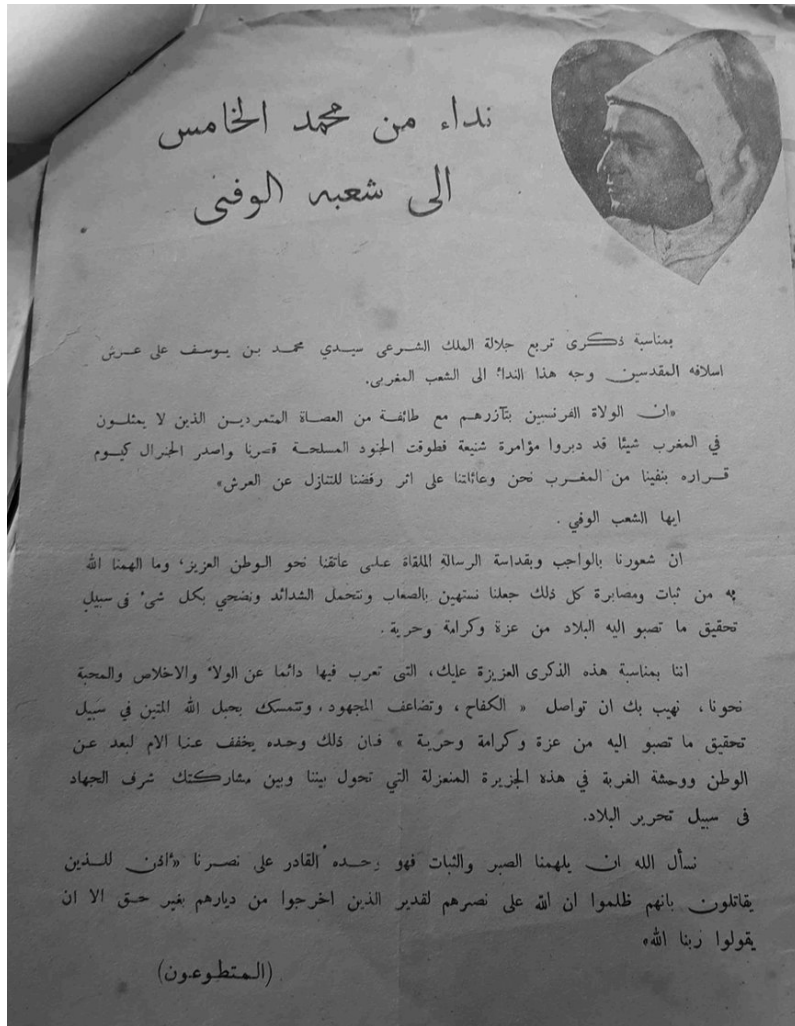 نداء من محمد الخامس
الى شعبه الوفى
بمناسبة ذكرى تربع جلالة الملك الشرعى سيدي محمد بن يوسف على عرش
اسلافه المقدسين وجه هذا النداء الى الشعب المغربى.
«ان الولاة الفرنسيين بتآزرهم مع طائفة من العصاة المتمردين الذين لا يمثلون
في المغرب شيئا قد دبروا مؤامرة شنيعة فطوقت الجنود المسلحة قصرنا واصدر الجنرال كيوم
قراره بنفينا من المغرب نحن وعائلتنا على اثر رفضنا للتنازل عن العرش»
ايها الشعب الوفي .
ان شعورنا بالواجب وبقداسة الرسالة الملقاة على عاتقنا نحو الوطن العزيز، وما الهمنا الله
به من ثبات ومصابرة كل ذلك جعلنا نستهين بالصعاب ونتحمل الشدائد ونضحي بكل شىء فى سبيل
تحقيق ما تصبو اليه البلاد من عزة وكرامة وحرية .
اننا بمناسبة هذه الذكرى العزيزة عليك، التى تعرب فيها دائما عن الولاء والاخلاص والمحبة
نحونا، نهيب بك ان تواصل « الكفاح، وتضاعف المجهود، وتتمسك بحبل الله المتين في سبيل
تحقيق ما تصبو اليه من عزة وكرامة وحرية » فان ذلك وحده يخفف عنا الام لبعد عن
الوطن ووحشة الغربة في هذه الجزيرة المنعزلة التي تحول بيننا وبين مشاركتك شرف الجهاد
فى سبيل تحرير البلاد.
نسأل الله ان يلهمنا الصبر والثبات فهو وحده القادر على نصرنا «اذن للذين
يقاتلون بانهم ظلموا ان الله على نصرهم لقدير الذين اخرجوا من ديارهم بغير حق الا ان
يقولوا ربنا الله»
(المتطوعون)